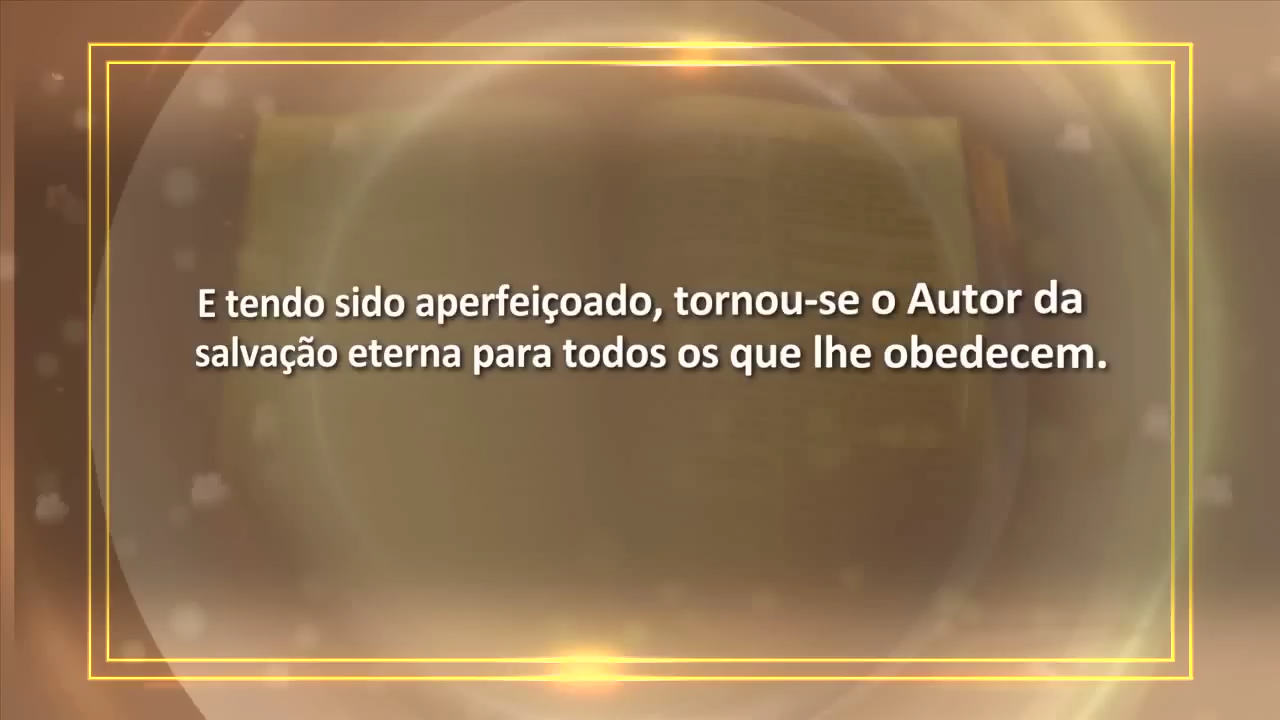 E tendo sido aperfeiçoado, tornou-se o Autor da
salvação eterna para todos os que lhe obedecem.